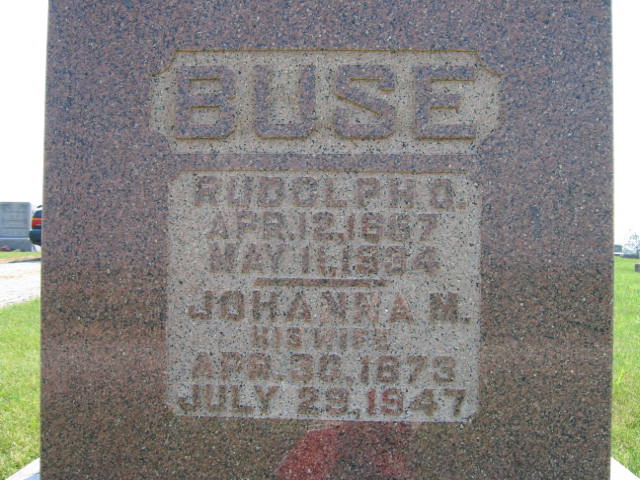 BUSE
RUDOLPH O.
APR. 12, 1867
MAY 11, 1934
JOHANNA M.
HIS WIFE
APR. 30, 1873
JULY 29, 1947